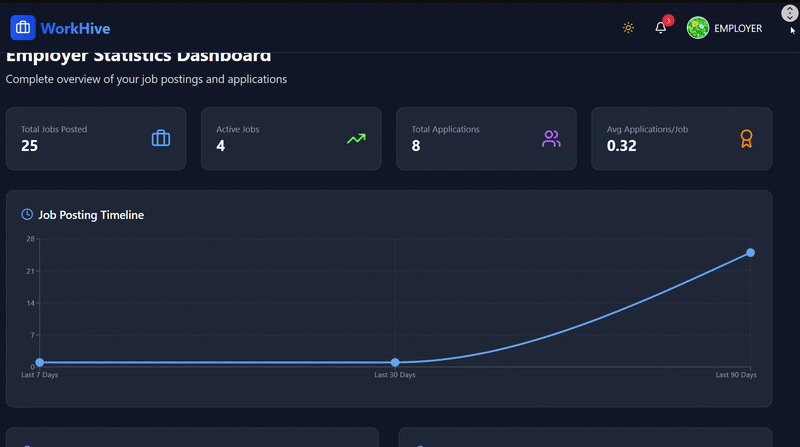 WorkHive
3
EMPLOYER
Employer Statistics Dashboard
Complete overview of your job postings and applications
Total Jobs Posted
25
Active Jobs
4
Total Applications
8
Avg Applications/Job
0.32
Job Posting Timeline
28
21
14
7
0
Last 7 Days
Last 30 Days
Last 90 Days